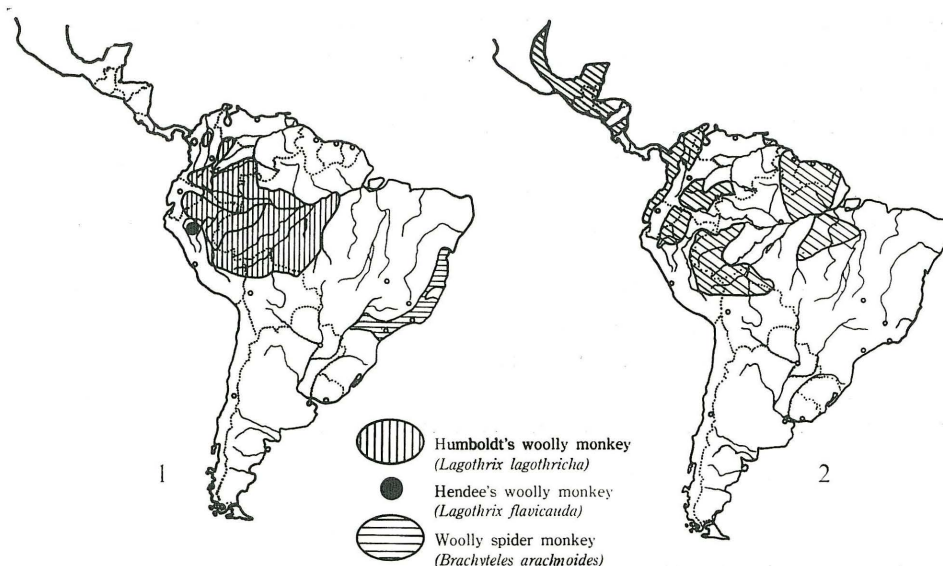 1
2
Humboldt's woolly monkey
(Lagothrix lagothricha)
Hendee's woolly monkey
(Lagothrix flavicauda)
Woolly spider monkey
(Brachyteles arachnoides)